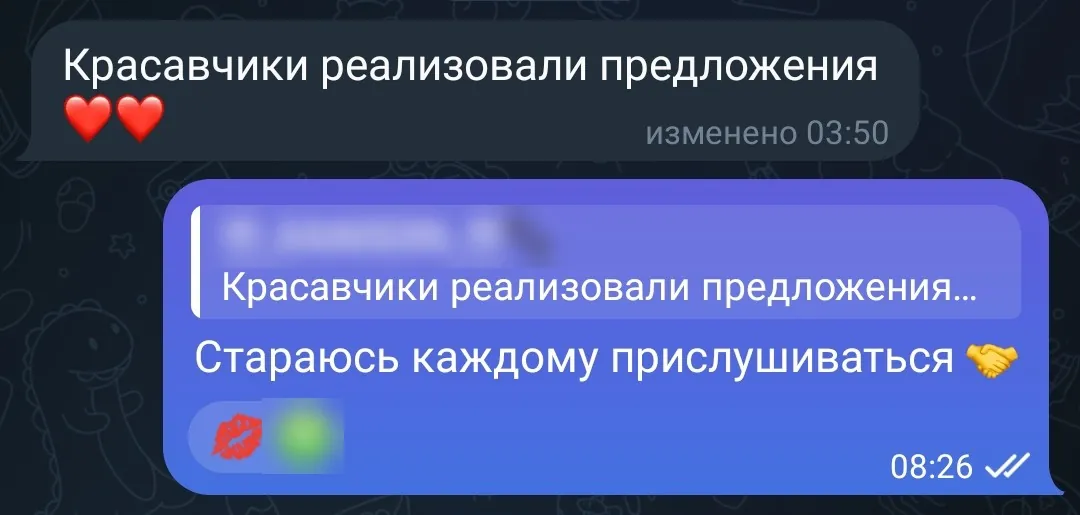 Красавчики реализовали предложения
❤️❤️
изменено 03:50
Красавчики реализовали предложения...
Стараюсь каждому прислушиваться 🤝
08:26